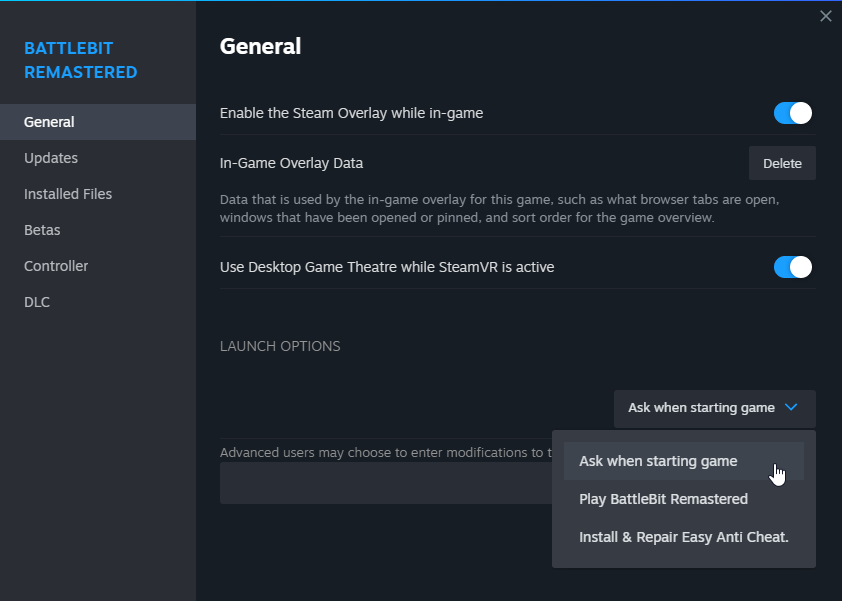 BATTLEBIT
REMASTERED
General
Updates
Installed Files
Betas
Controller
DLC
General
Enable the Steam Overlay while in-game
In-Game Overlay Data
Delete
Data that is used by the in-game overlay for this game, such as what browser tabs are open,
windows that have been opened or pinned, and sort order for the game overview.
Use Desktop Game Theatre while SteamVR is active
LAUNCH OPTIONS
Ask when starting game
Advanced users may choose to enter modifications to t
Ask when starting game
Play BattleBit Remastered
Install & Repair Easy Anti Cheat.